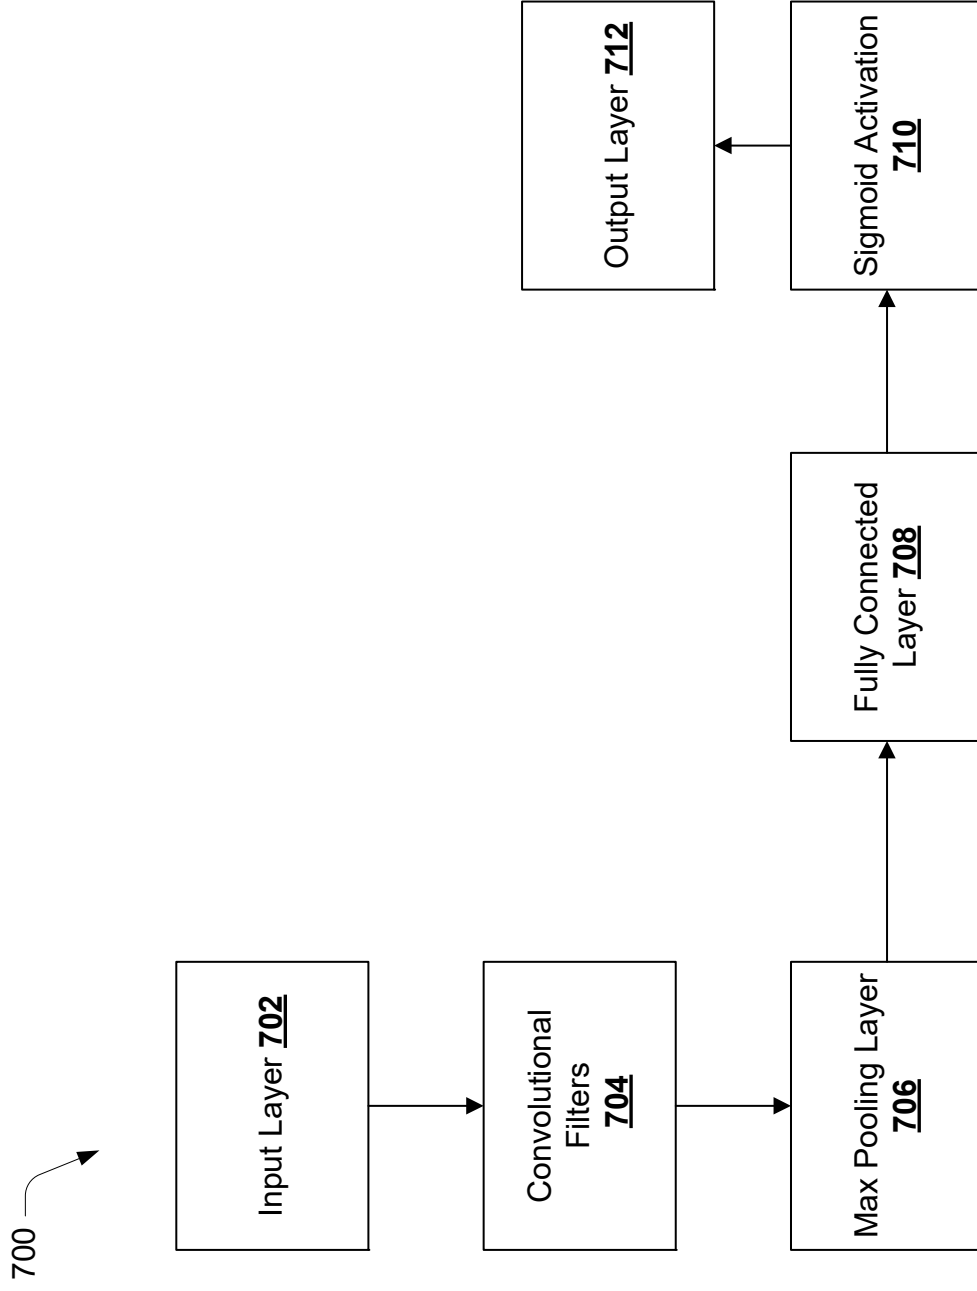 700
Input Layer 702
Convolutional
Filters
704
Max Pooling Layer
706
Fully Connected
Layer 708
Sigmoid Activation
710
Output Layer 712